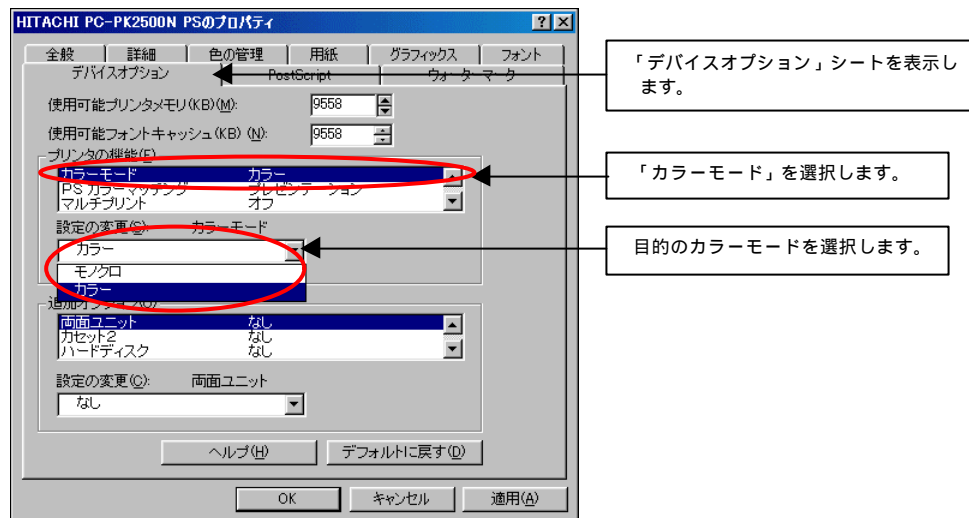 HITACHI PC-PK2500N PSのプロパティ
全般 詳細 色の管理 用紙 グラフィックス フォント
デバイスオプション PostScript ウォーターマーク
「デバイスオプション」シートを表示し
ます。
使用可能プリンタメモリ(KB)(M): 9558
使用可能フォントキャッシュ(KB) (N): 9558
プリンタの機能(F)
カラーモード カラー
PS カラーマッチング プレゼンテーション
マルチプリント オフ
「カラーモード」を選択します。
設定の変更(S): カラーモード
カラー
目的のカラーモードを選択します。
モノクロ
カラー
追加オプション(O)
両面ユニット なし
カセット2 なし
ハードディスク なし
設定の変更(C): 両面ユニット
なし
ヘルプ(H) デフォルトに戻す(D)
OK キャンセル 適用(A)